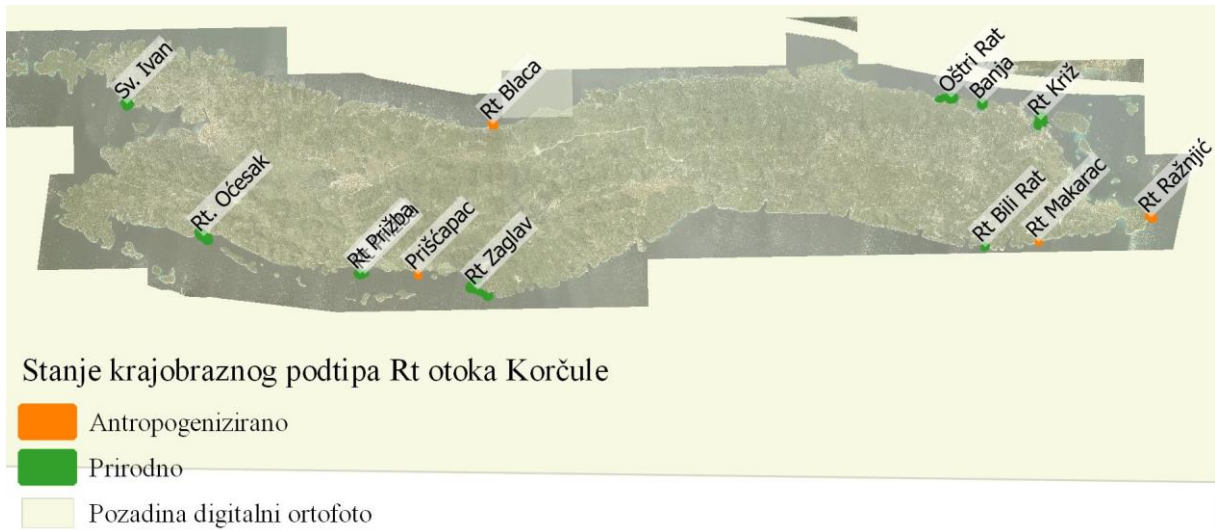 Sv. Ivan
Rt Blaca
Oštri Rat
Banja
Rt Križ
Rt. Oćesak
Rt Prižba
Prišćapac
Rt Zaglav
Rt Bili Rat
Rt Makarac
Rt Ražnjić
Stanje krajobraznog podtipa Rt otoka Korčule
Antropogenizirano
Prirodno
Pozadina digitalni ortofoto